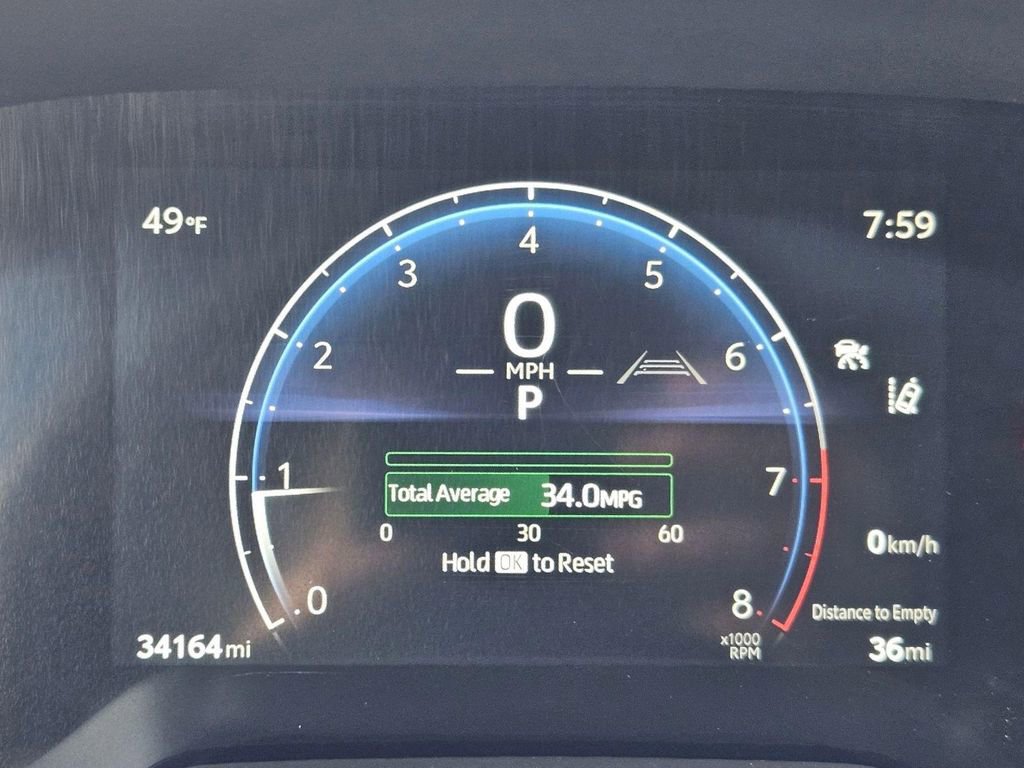 49°F
7:59
4
3
5
0
2
6
MPH
P
1
7
Total Average 34.0MPG
0 30 60
0km/h
Hold OK to Reset
0
8
Distance to Empty
x1000
RPM
34164mi
36mi